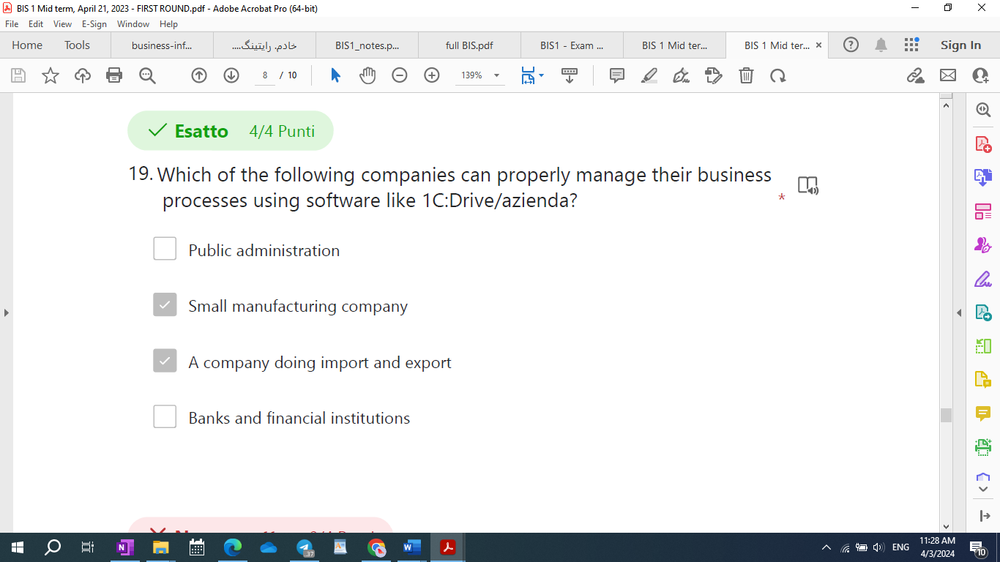 BIS 1 Mid term, April 21, 2023 - FIRST ROUND.pdf - Adobe Acrobat Pro (64-bit)
File Edit View E-Sign Window Help
Home Tools business-inf... خادم. رایتینگ.... BIS1_notes.p... full BIS.pdf BIS1 - Exam ... BIS 1 Mid ter... BIS 1 Mid ter... Sign In
8 / 10 139%
Esatto 4/4 Punti
19. Which of the following companies can properly manage their business
processes using software like 1C:Drive/azienda? *
Public administration
Small manufacturing company
A company doing import and export
Banks and financial institutions
.37
ENG
11:28 AM
4/3/2024
10